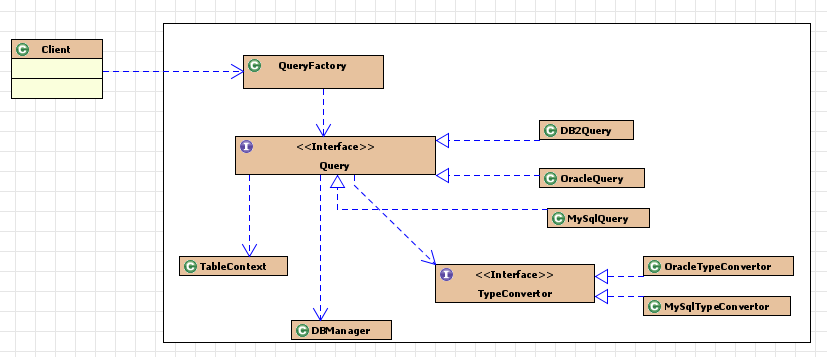 C Client
C QueryFactory
I <<Interface>>
Query
C DB2Query
C OracleQuery
C MySqlQuery
C TableContext
I <<Interface>>
TypeConvertor
C OracleTypeConvertor
C MySqlTypeConvertor
C DBManager